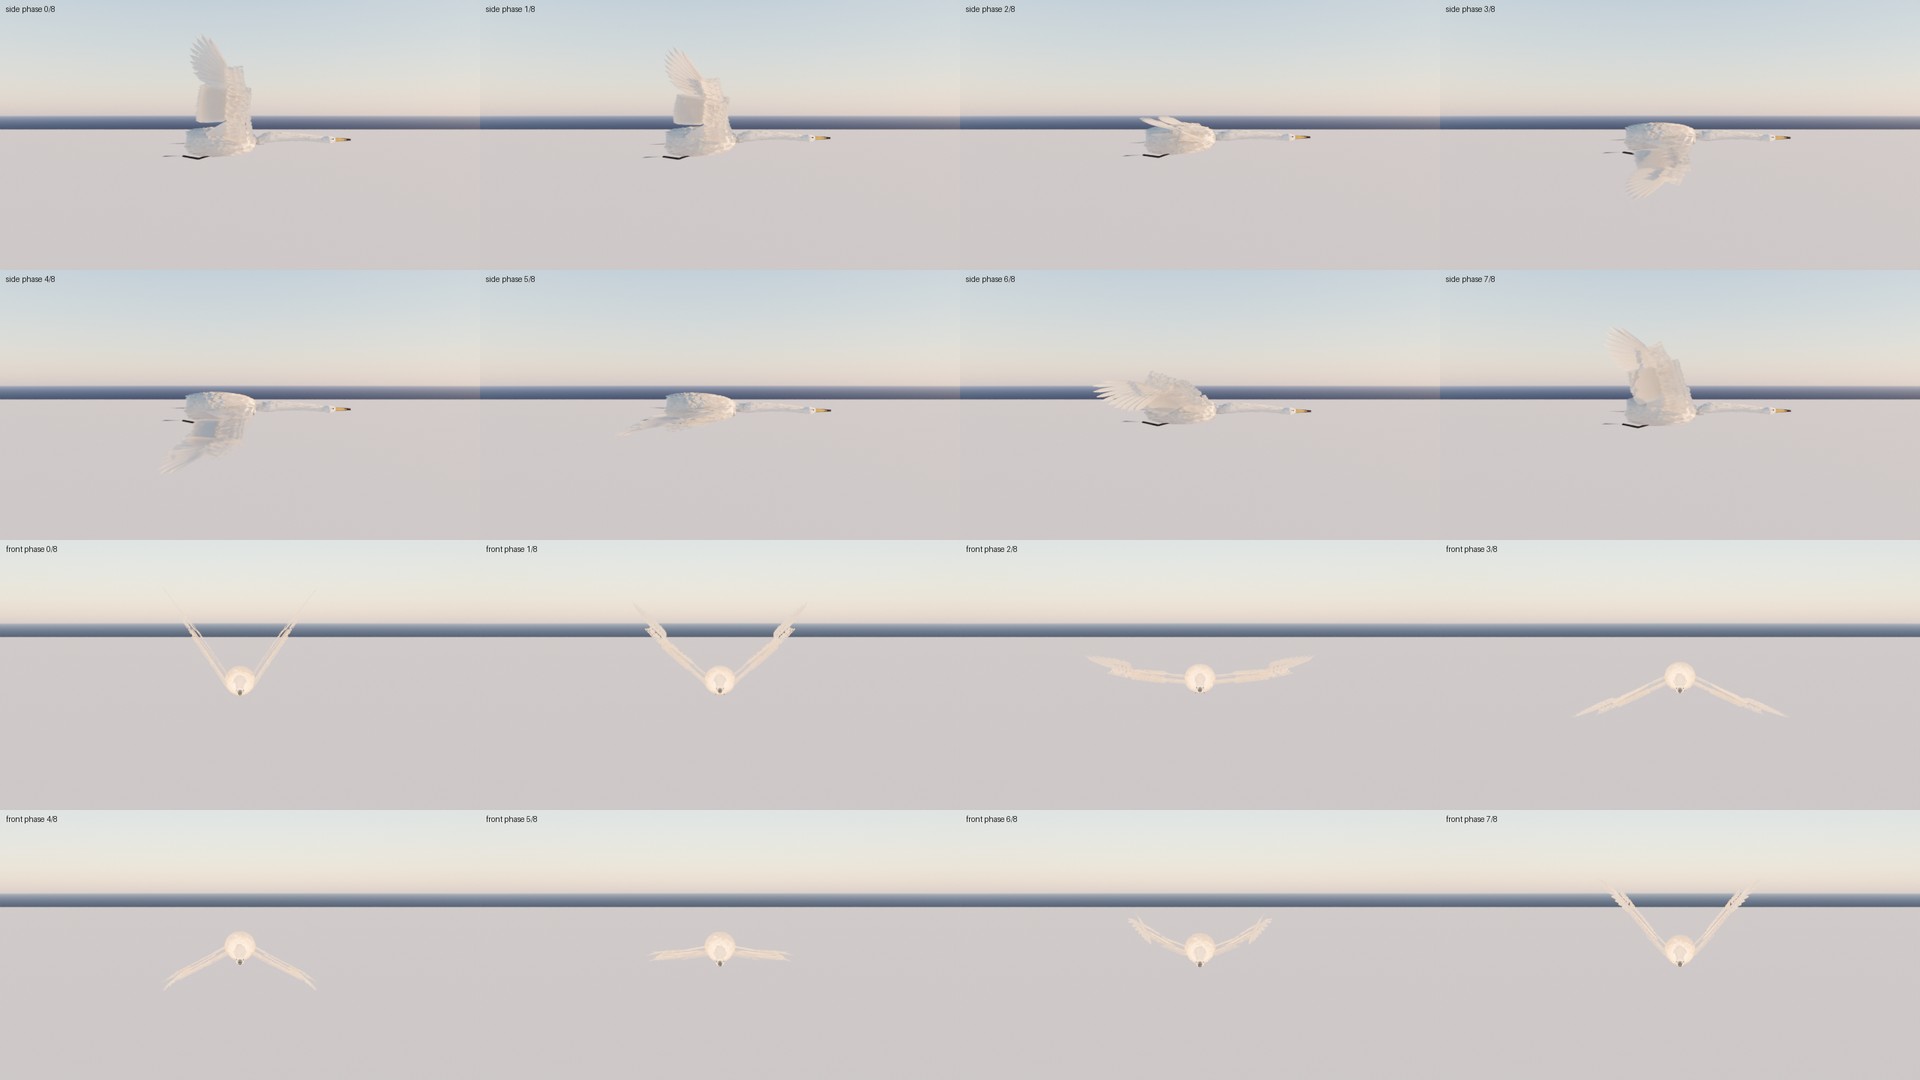 side phase 0/8
side phase 1/8
side phase 2/8
side phase 3/8
side phase 4/8
side phase 5/8
side phase 6/8
side phase 7/8
front phase 0/8
front phase 1/8
front phase 2/8
front phase 3/8
front phase 4/8
front phase 5/8
front phase 6/8
front phase 7/8